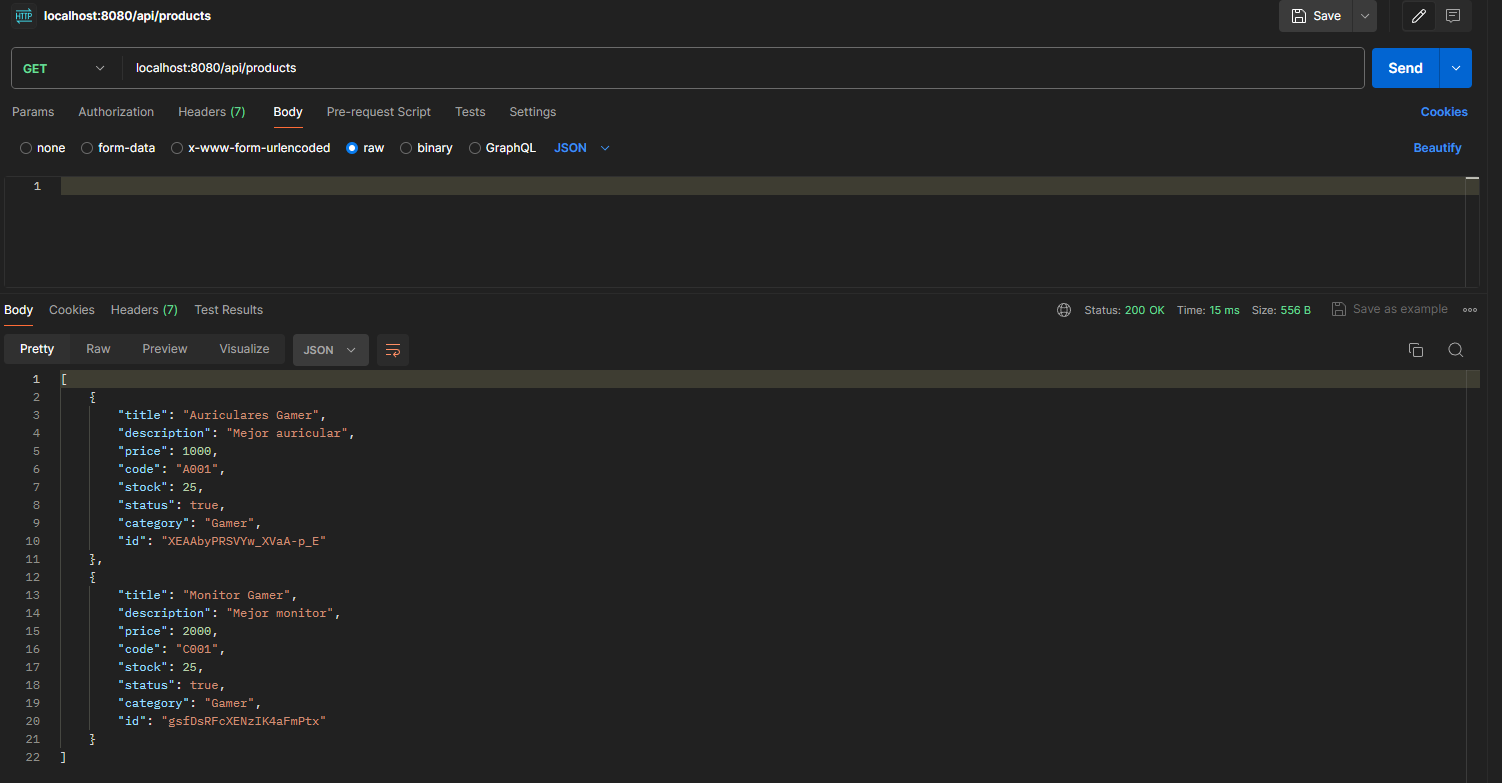 HTTP localhost:8080/api/products Save
GET localhost:8080/api/products Send
Params Authorization Headers (7) Body Pre-request Script Tests Settings Cookies
none form-data x-www-form-urlencoded raw binary GraphQL JSON Beautify
1
Body Cookies Headers (7) Test Results Status: 200 OK Time: 15 ms Size: 556 B Save as example
Pretty Raw Preview Visualize JSON
1 [
2 {
3 "title": "Auriculares Gamer",
4 "description": "Mejor auricular",
5 "price": 1000,
6 "code": "A001",
7 "stock": 25,
8 "status": true,
9 "category": "Gamer",
10 "id": "XEAAbyPRSVYw_XVaA-p_E"
11 },
12 {
13 "title": "Monitor Gamer",
14 "description": "Mejor monitor",
15 "price": 2000,
16 "code": "C001",
17 "stock": 25,
18 "status": true,
19 "category": "Gamer",
20 "id": "gsfDsRFcXENzIK4aFmPtx"
21 }
22 ]